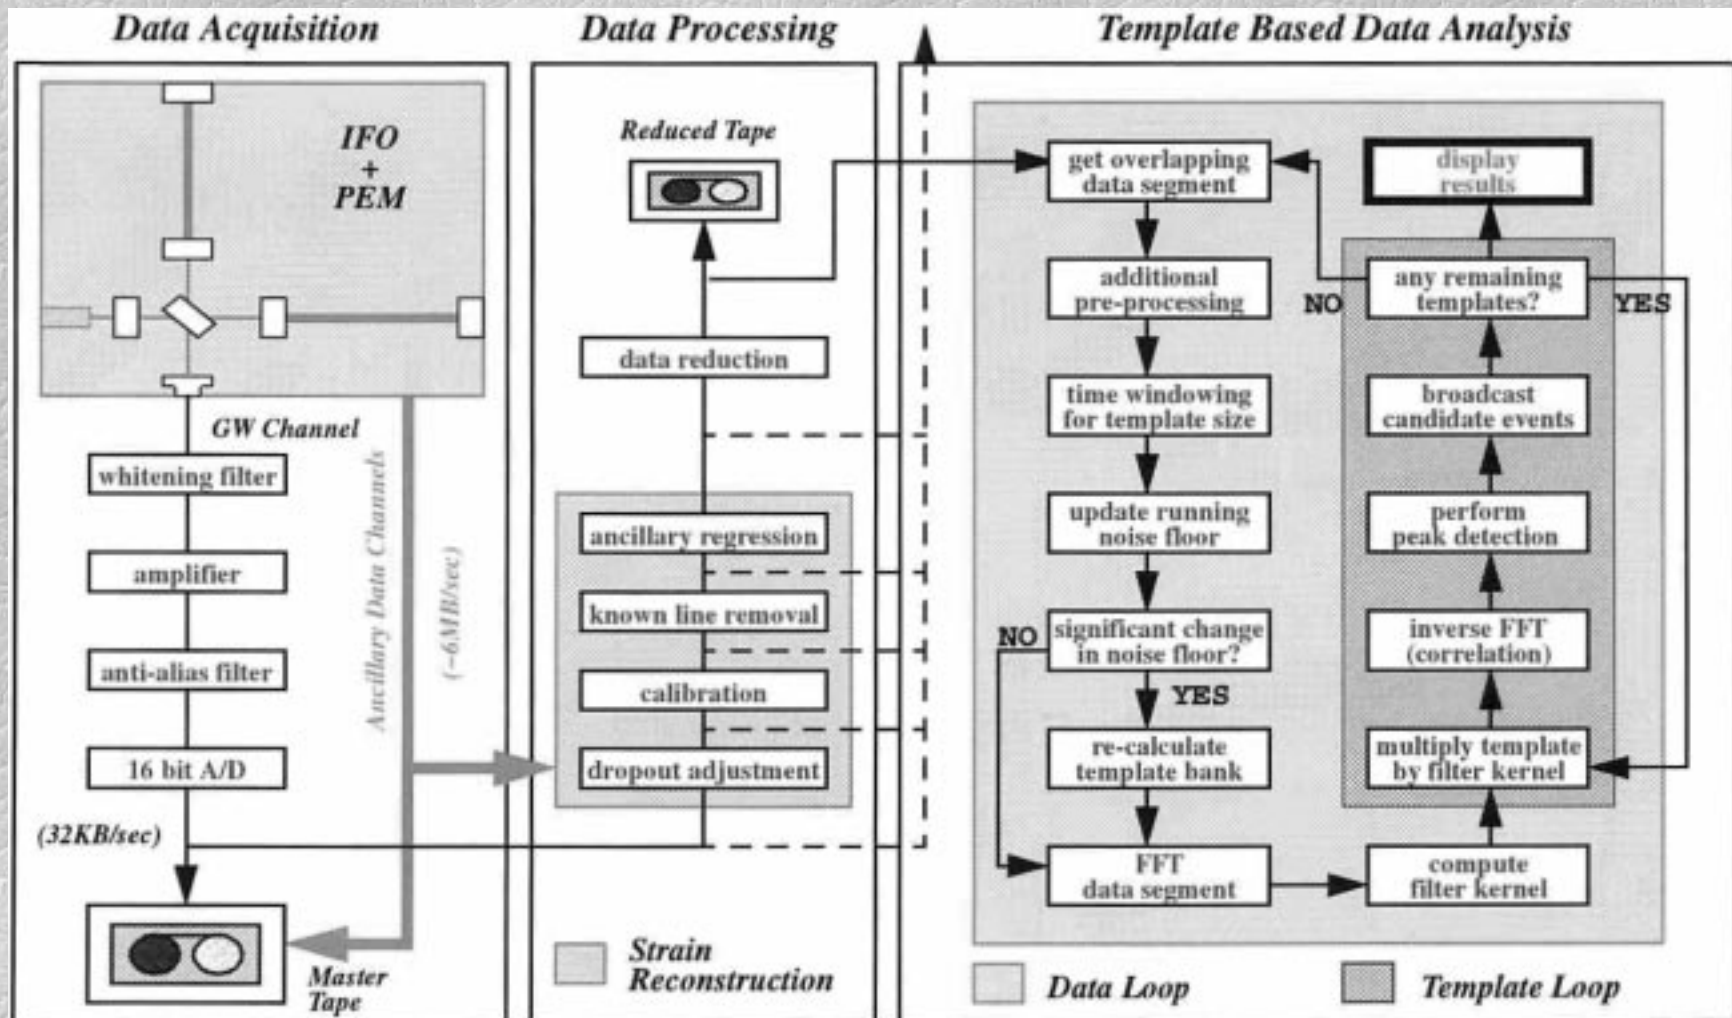 Data Acquisition
IFO
+
PEM
GW Channel
whitening filter
amplifier
anti-alias filter
16 bit A/D
(32KB/sec)
Master
Tape
Ancillary Data Channels
(~6MB/sec)
Data Processing
Reduced Tape
data reduction
ancillary regression
known line removal
calibration
dropout adjustment
Strain
Reconstruction
Template Based Data Analysis
get overlapping
data segment
additional
pre-processing
time windowing
for template size
update running
noise floor
NO
significant change
in noise floor?
YES
re-calculate
template bank
FFT
data segment
display
results
NO
any remaining
templates?
YES
broadcast
candidate events
perform
peak detection
inverse FFT
(correlation)
multiply template
by filter kernel
compute
filter kernel
Data Loop
Template Loop